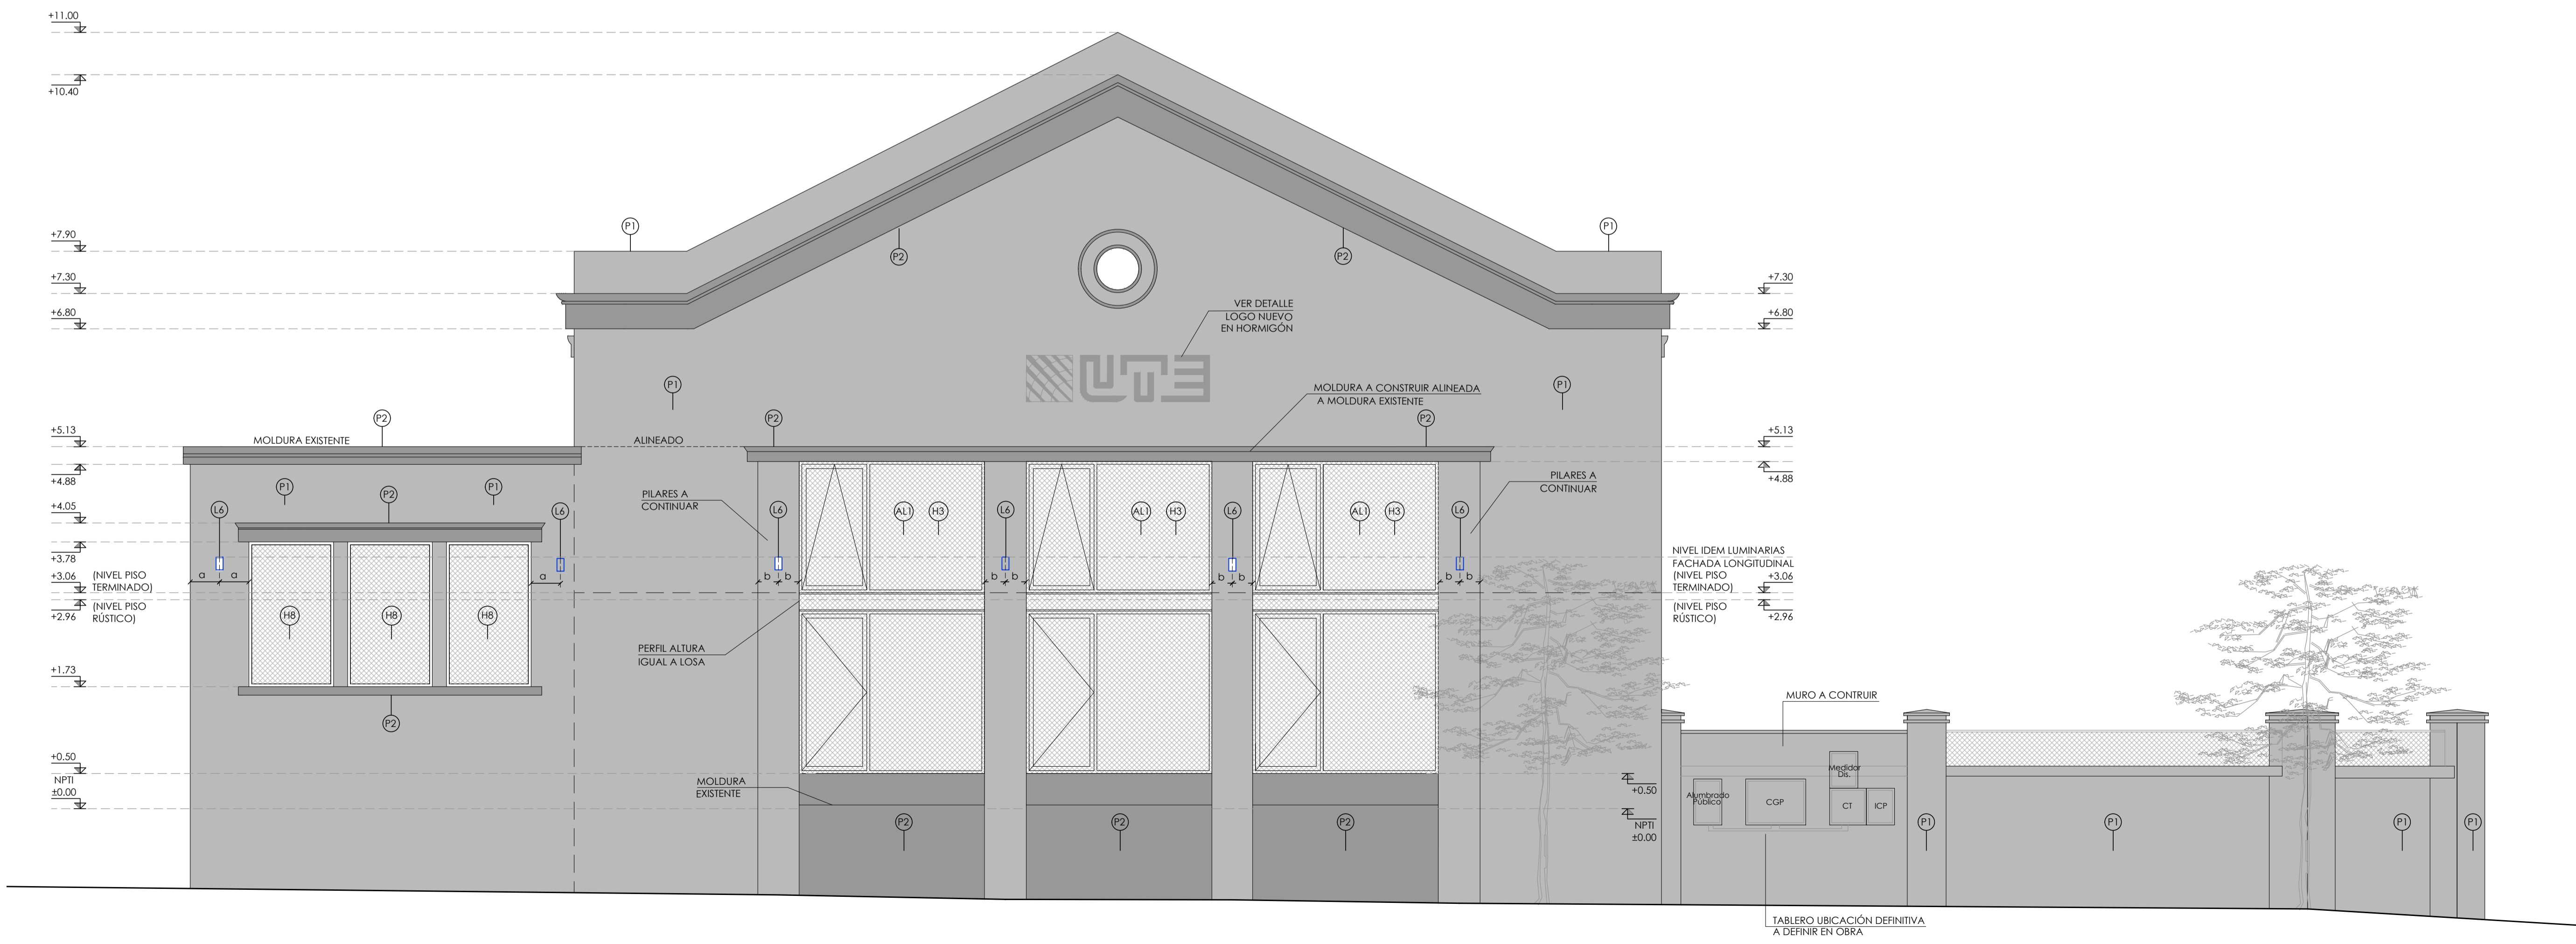 +11.00
+10.40
P1
P1
+7.90
P2
P2
+7.30
+7.30
VER DETALLE
LOGO NUEVO
EN HORMIGÓN
+6.80
+6.80
UTE
P1
P1
MOLDURA A CONSTRUIR ALINEADA
A MOLDURA EXISTENTE
P2
P2
P2
+5.13
MOLDURA EXISTENTE
ALINEADO
+5.13
+4.88
+4.88
P1
P2
P1
PILARES A
CONTINUAR
PILARES A
CONTINUAR
+4.05
L6
L6
L6
AL1
H3
L6
AL1
H3
L6
AL1
H3
L6
+3.78
NIVEL IDEM LUMINARIAS
FACHADA LONGITUDINAL
+3.06
(NIVEL PISO
TERMINADO)
a
a
a
b
b
b
b
b
b
b
b
(NIVEL PISO
TERMINADO)
+3.06
+2.96
(NIVEL PISO
RÚSTICO)
(NIVEL PISO
RÚSTICO)
+2.96
H8
H8
H8
PERFIL ALTURA
IGUAL A LOSA
+1.73
P2
MURO A CONTRUIR
+0.50
NPTI
±0.00
MOLDURA
EXISTENTE
+0.50
NPTI
±0.00
Medidor
Dis.
Alumbrado
Público
CGP
CT
ICP
P2
P2
P2
P1
P1
P1
P1
TABLERO UBICACIÓN DEFINITIVA
A DEFINIR EN OBRA